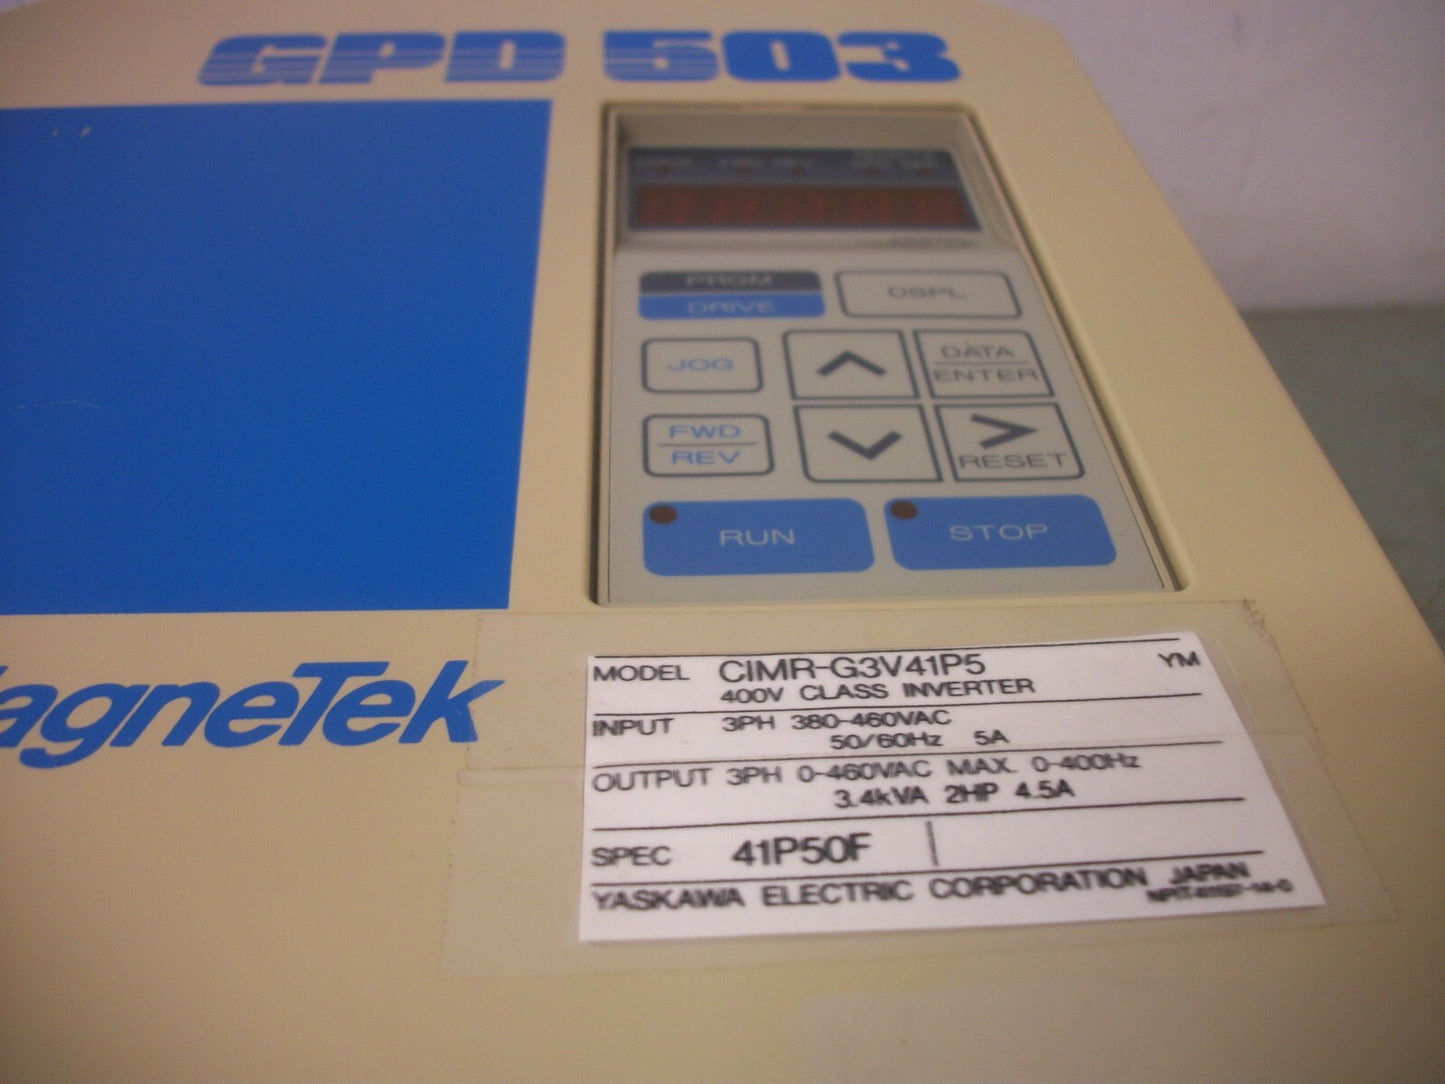 GPD 503
PRGM
DRIVE
DSPL
JOG
DATA
ENTER
FWD
REV
RESET
RUN
STOP
agneTek
MODEL CIMR-G3V41P5 YM
400V CLASS INVERTER
INPUT 3PH 380-460VAC
50/60Hz 5A
OUTPUT 3PH 0-460VAC MAX. 0-400Hz
3.4kVA 2HP 4.5A
SPEC 41P50F
YASKAWA ELECTRIC CORPORATION JAPAN